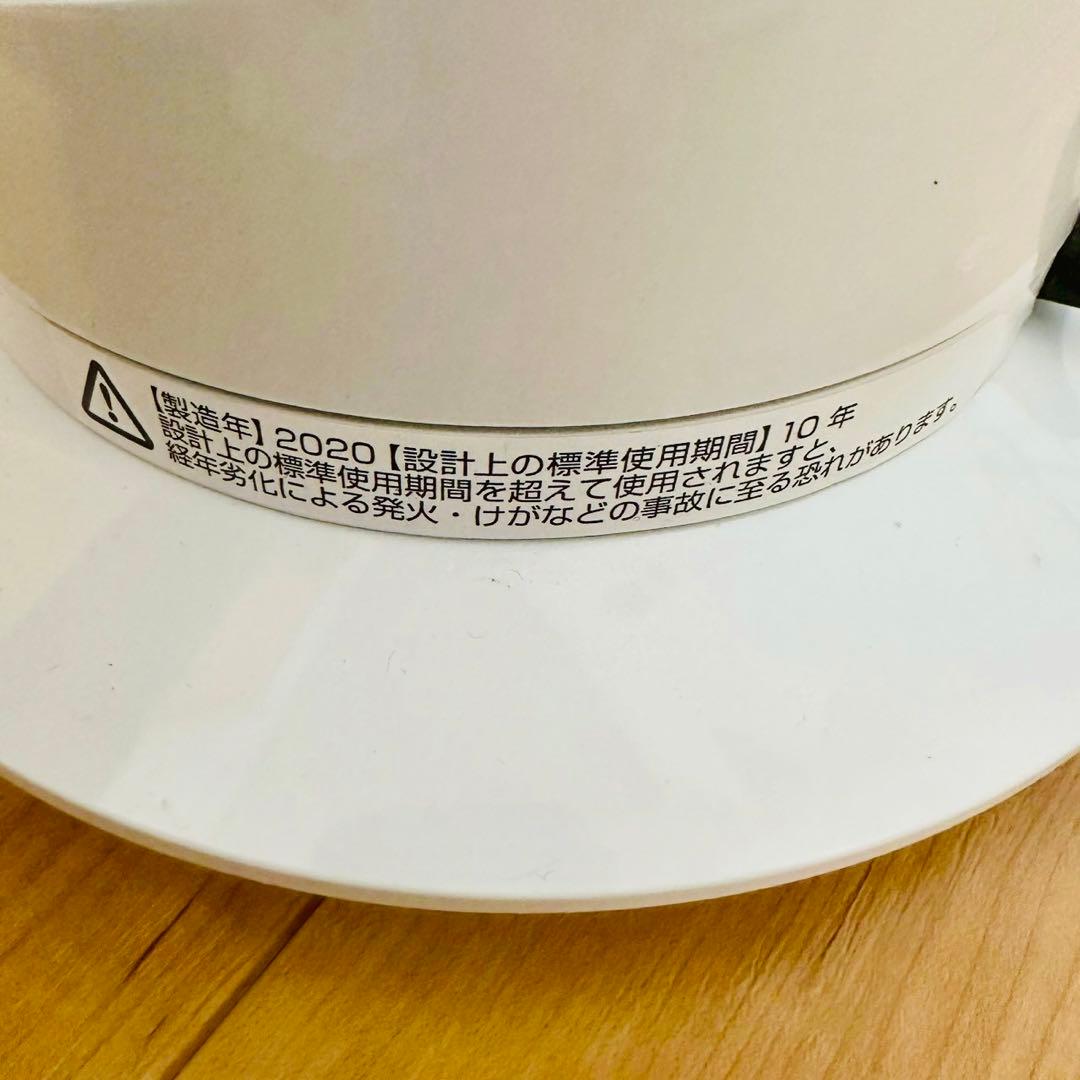 【製造年】2020【設計上の標準使用期間】10年
設計上の標準使用期間を超えて使用されますと、
経年劣化による発火・けがなどの事故に至る恐れがあります。